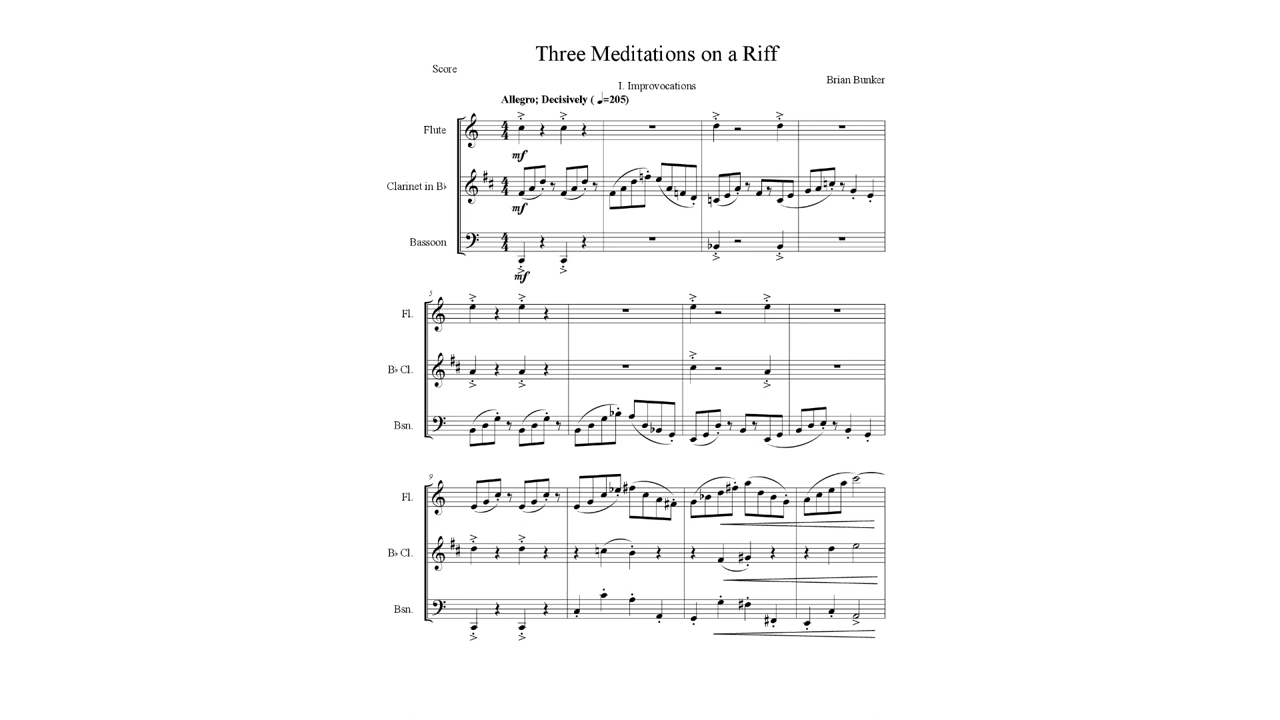 Three Meditations on a Riff
Score
Brian Bunker
I. Improvocations
Allegro; Decisively ( ♩=205)
Flute
mf
Clarinet in B♭
mf
Bassoon
mf
5
Fl.
B♭ Cl.
Bsn.
9
Fl.
B♭ Cl.
Bsn.